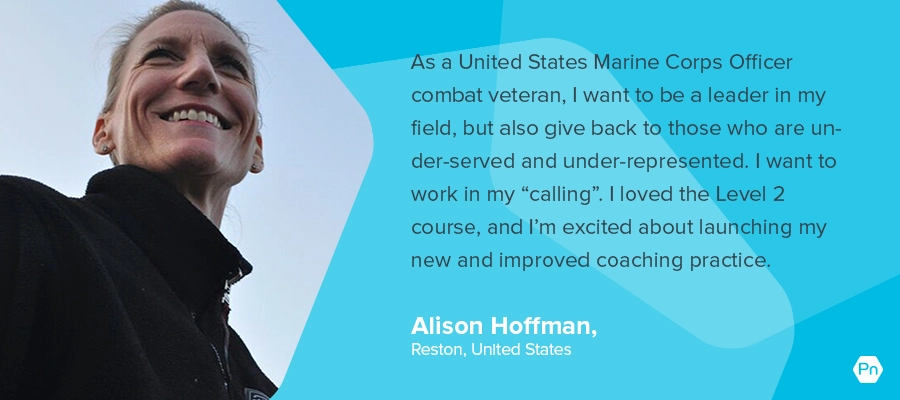 As a United States Marine Corps Officer
combat veteran, I want to be a leader in my
field, but also give back to those who are un-
der-served and under-represented. I want to
work in my “calling”. I loved the Level 2
course, and I’m excited about launching my
new and improved coaching practice.
Alison Hoffman,
Reston, United States
Pn